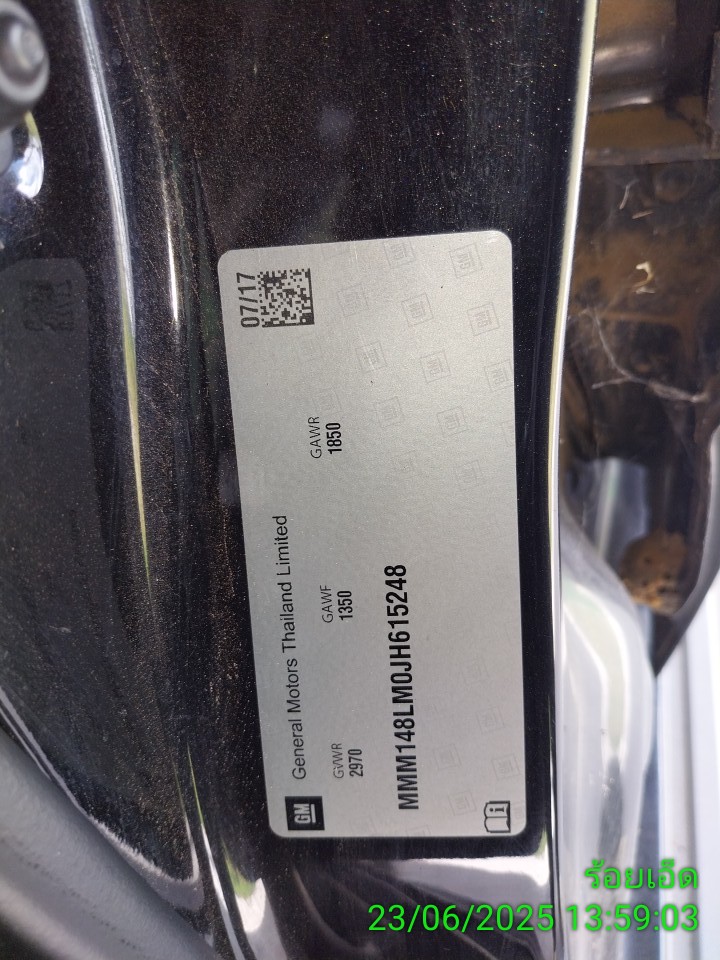 GM General Motors Thailand Limited 07/17
GVWR GAWF GAWR
2970 1350 1850
MMM148LM0JH615248
ร้อยเอ็ด
23/06/2025 13:59:03